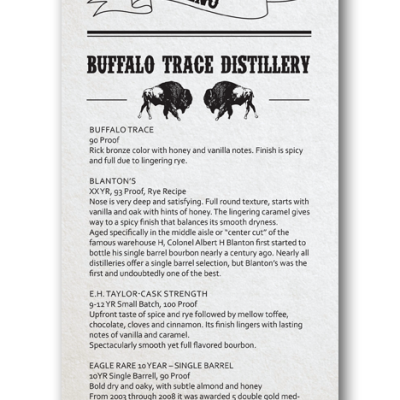 BUFFALO TRACE DISTILLERY
BUFFALO TRACE
90 Proof
Rick bronze color with honey and vanilla notes. Finish is spicy
and full due to lingering rye.
BLANTON'S
XXYR, 93 Proof, Rye Recipe
Nose is very deep and satisfying. Full round texture, starts with
vanilla and oak with hints of honey. The lingering caramel gives
way to a spicy finish that balances its smooth dryness.
Aged specifically in the middle aisle or "center cut" of the
famous warehouse H, Colonel Albert H Blanton first started to
bottle his single barrel bourbon nearly a century ago. Nearly all
distilleries offer a single barrel selection, but Blanton's was the
first and undoubtedly one of the best.
E.H. TAYLOR-CASK STRENGTH
9-12 YR Small Batch, 100 Proof
Upfront taste of spice and rye followed by mellow toffee,
chocolate, cloves and cinnamon. Its finish lingers with lasting
notes of vanilla and caramel.
Spectacularly smooth yet full flavored bourbon.
EAGLE RARE 10 YEAR – SINGLE BARREL
10YR Single Barrell, 90 Proof
Bold dry and oaky, with subtle almond and honey
From 2003 through 2008 it was awarded 5 double gold med-